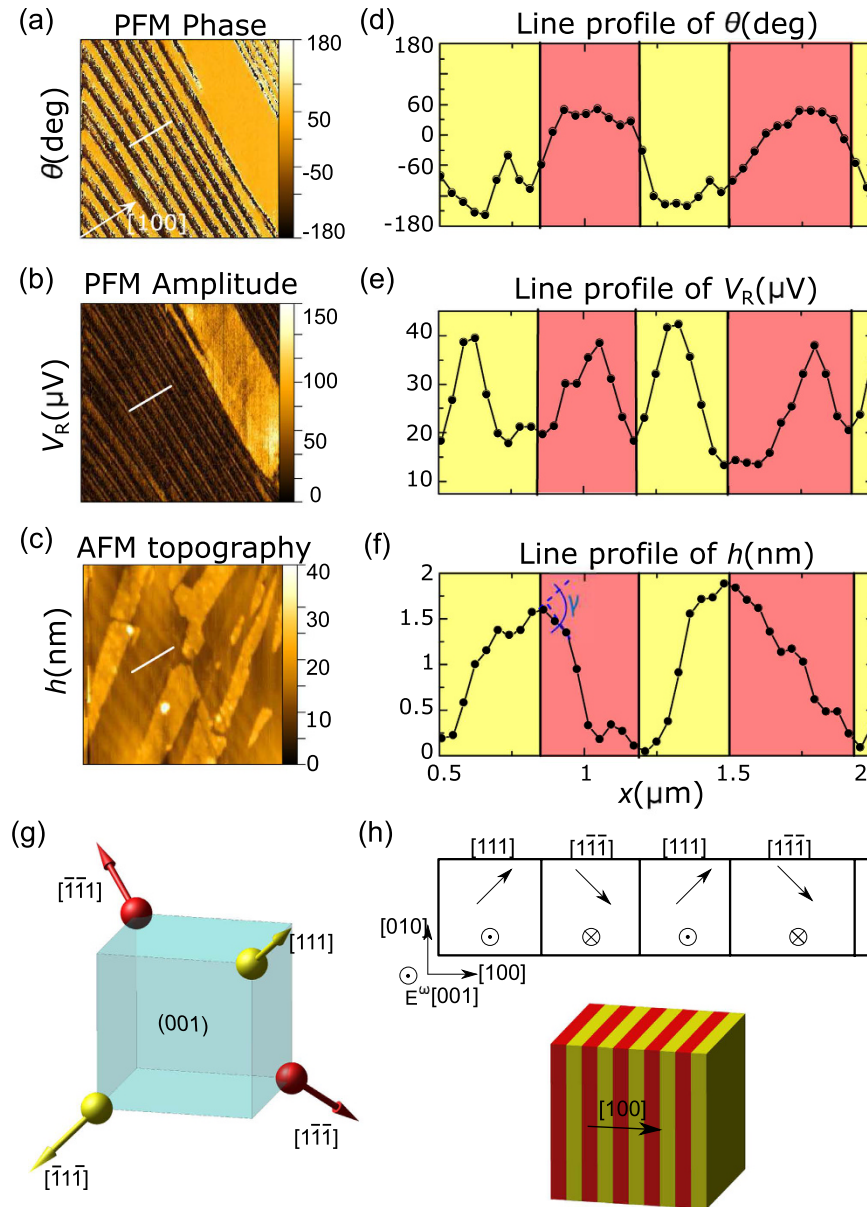 (a)
PFM Phase
θ(deg)
180
50
-50
-180
[100]
(b)
PFM Amplitude
V_R(μV)
150
100
50
0
(c)
AFM topography
h(nm)
40
30
20
10
0
(d)
Line profile of θ(deg)
180
60
0
-60
-180
(e)
Line profile of V_R(μV)
40
30
20
10
(f)
Line profile of h(nm)
2
1.5
1
0.5
0
γ
0.5 1 1.5 2
x(μm)
(g)
[1̅1̅1]
[111]
(001)
[11̅1̅]
[1̅11̅]
(h)
[111] [11̅1̅] [111] [11̅1̅]
[010]
[100]
E^ω[001]
[100]